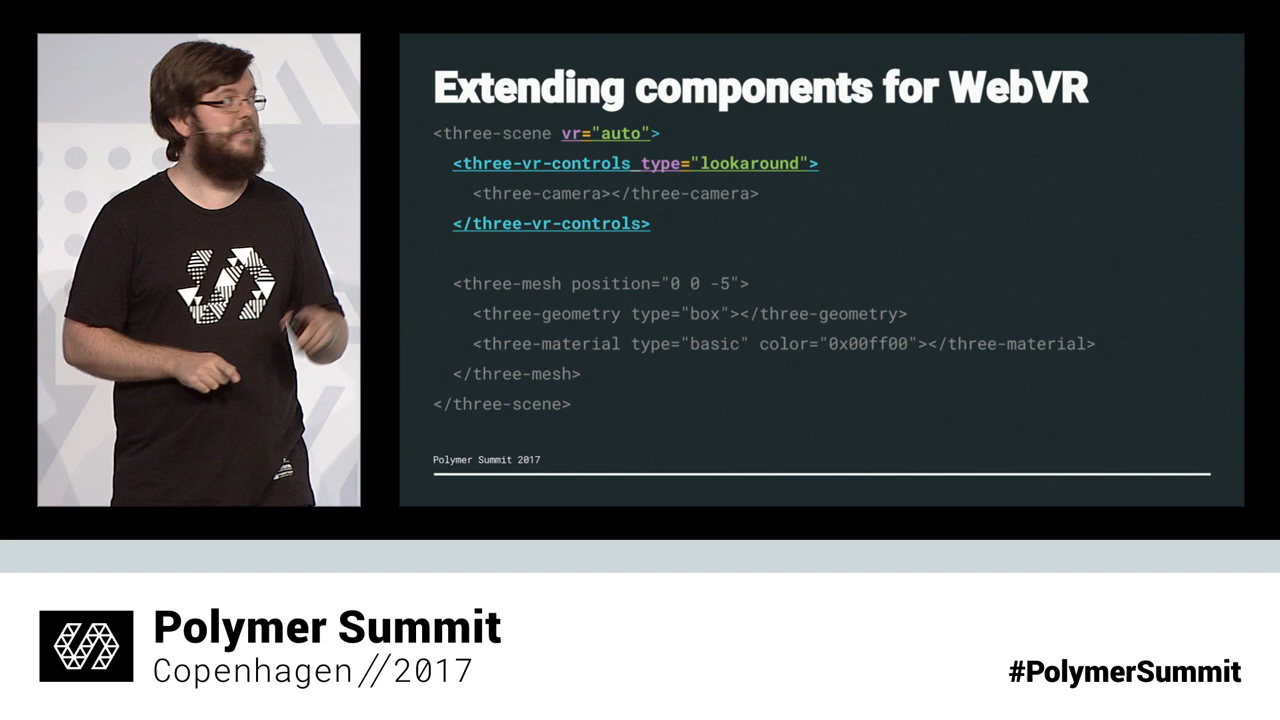 Extending components for WebVR
<three-scene vr="auto">
<three-vr-controls type="lookaround">
<three-camera></three-camera>
</three-vr-controls>
<three-mesh position="0 0 -5">
<three-geometry type="box"></three-geometry>
<three-material type="basic" color="0x00ff00"></three-material>
</three-mesh>
</three-scene>
Polymer Summit 2017
Polymer Summit
Copenhagen//2017
#PolymerSummit